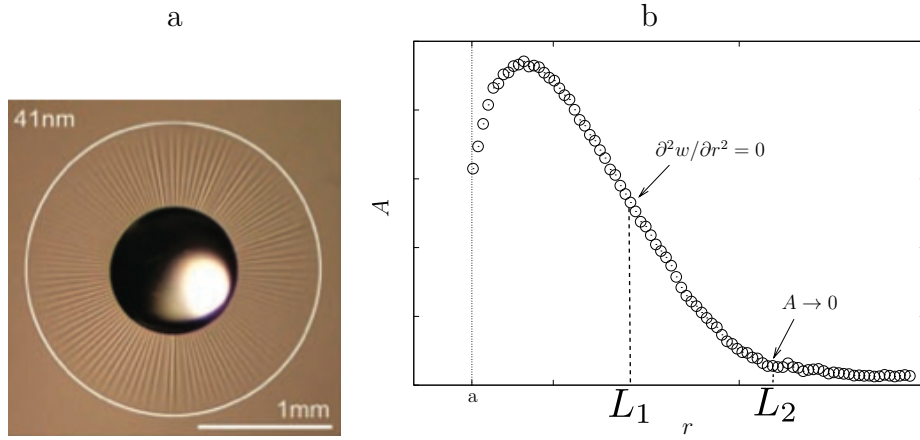 a
b
41nm
1mm
A
∂²w/∂r² = 0
A → 0
a
L₁
L₂
r